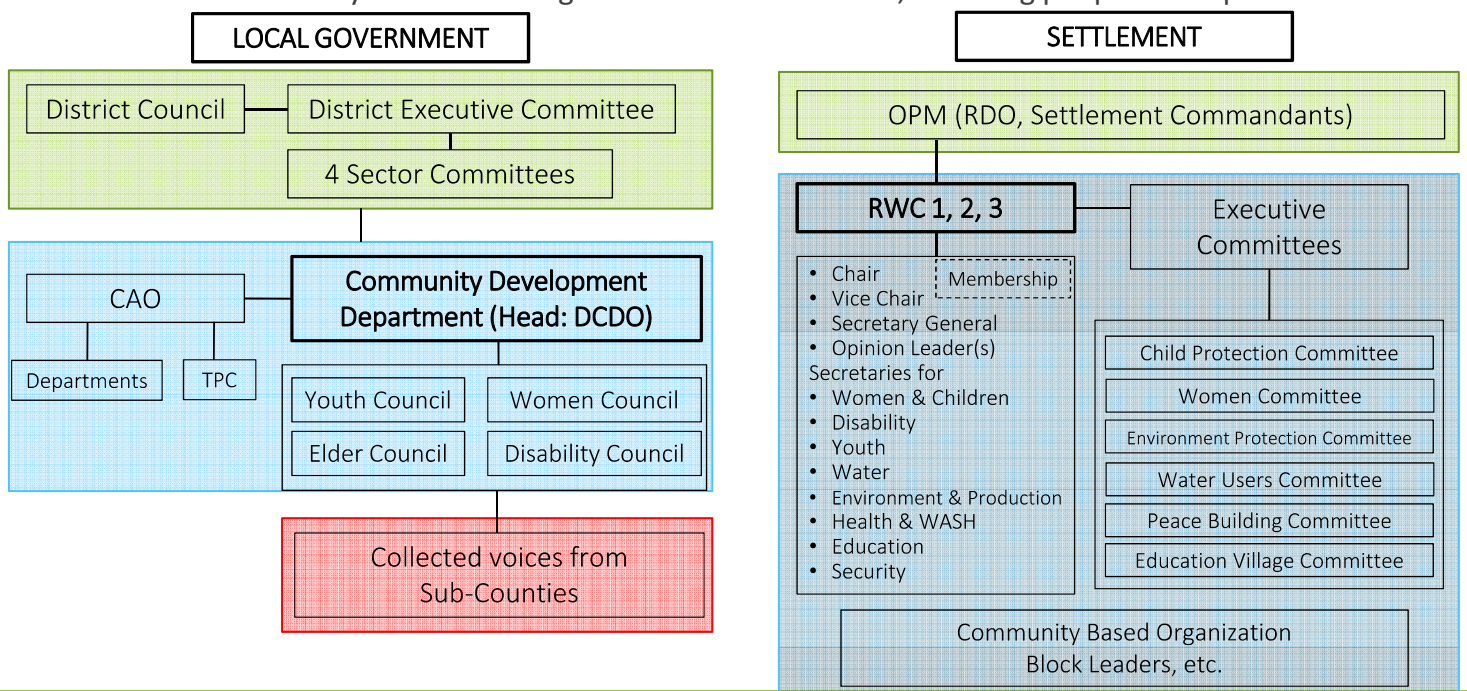 LOCAL GOVERNMENT
District Council
District Executive Committee
4 Sector Committees
CAO
Community Development
Department (Head: DCDO)
Departments
TPC
Youth Council
Women Council
Elder Council
Disability Council
Collected voices from
Sub-Counties
SETTLEMENT
OPM (RDO, Settlement Commandants)
RWC 1, 2, 3
Executive
Committees
Membership
• Chair
• Vice Chair
• Secretary General
• Opinion Leader(s)
Secretaries for
• Women & Children
• Disability
• Youth
• Water
• Environment & Production
• Health & WASH
• Education
• Security
Child Protection Committee
Women Committee
Environment Protection Committee
Water Users Committee
Peace Building Committee
Education Village Committee
Community Based Organization
Block Leaders, etc.